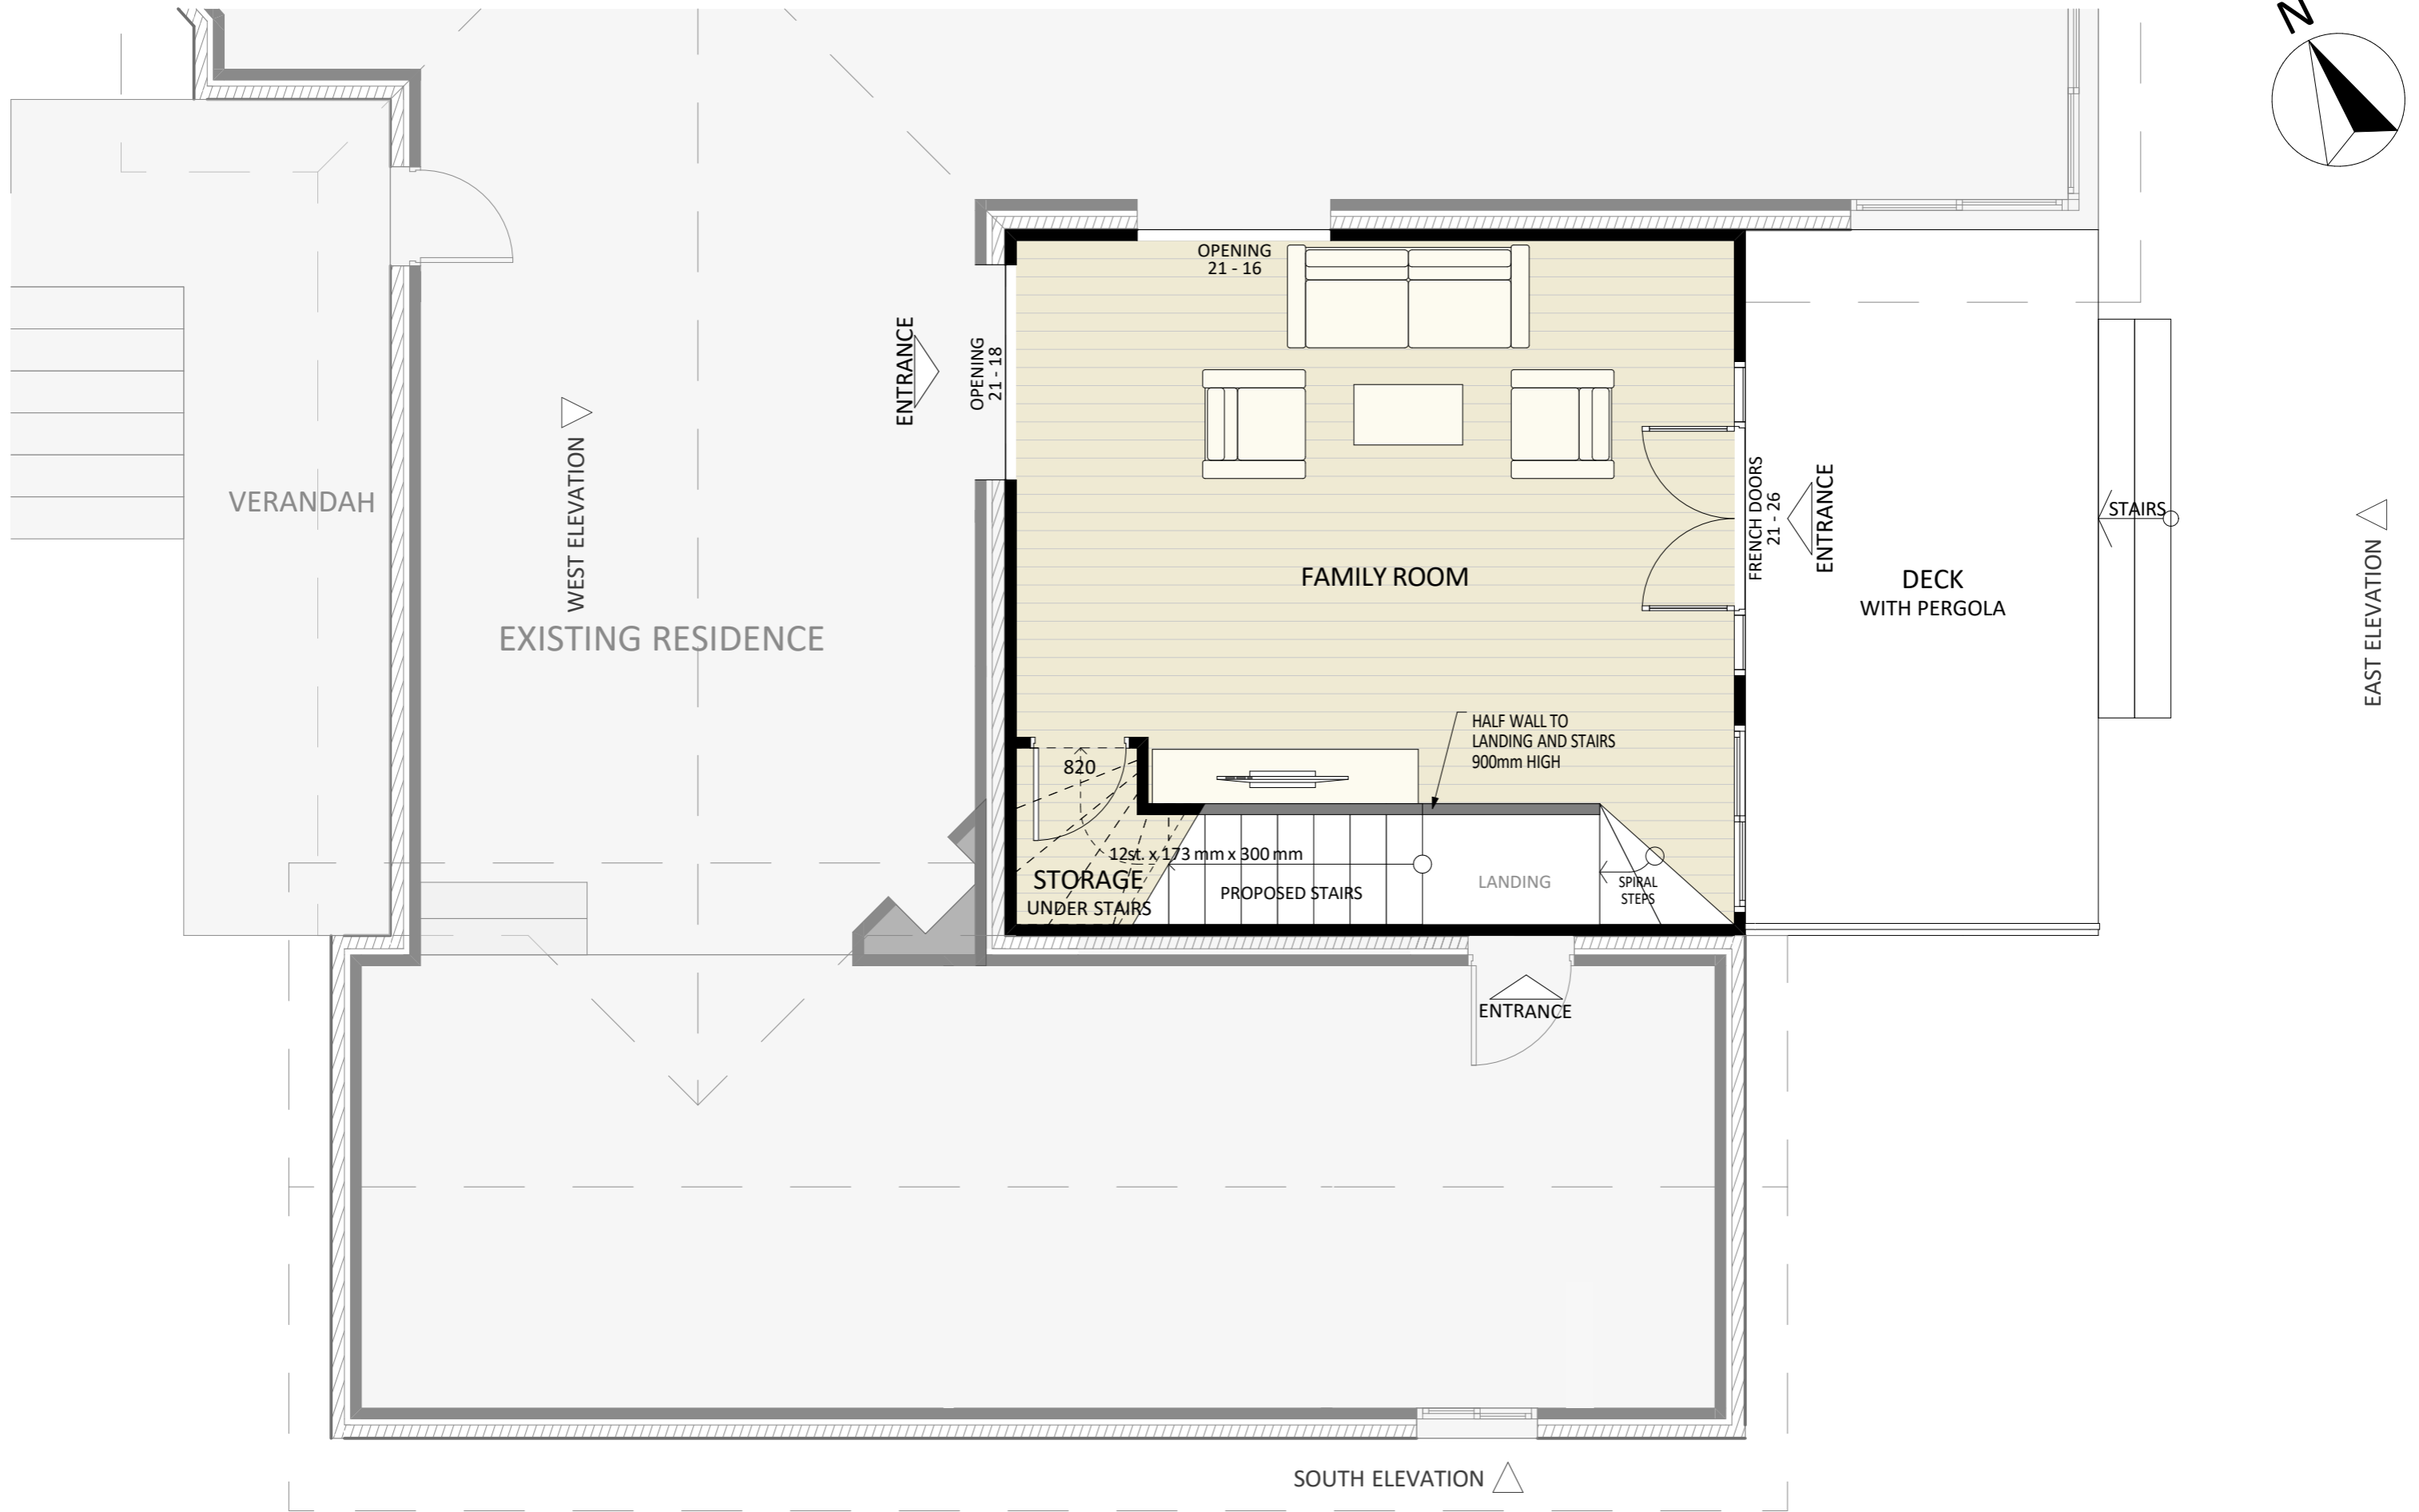 N
OPENING
21 - 16
ENTRANCE
OPENING
21 - 18
WEST ELEVATION
VERANDAH
EXISTING RESIDENCE
FAMILY ROOM
FRENCH DOORS
21 - 26
ENTRANCE
DECK
WITH PERGOLA
STAIRS
EAST ELEVATION
HALF WALL TO
LANDING AND STAIRS
900mm HIGH
820
12st. x 173 mm x 300 mm
STORAGE
UNDER STAIRS
PROPOSED STAIRS
LANDING
SPIRAL
STEPS
ENTRANCE
SOUTH ELEVATION